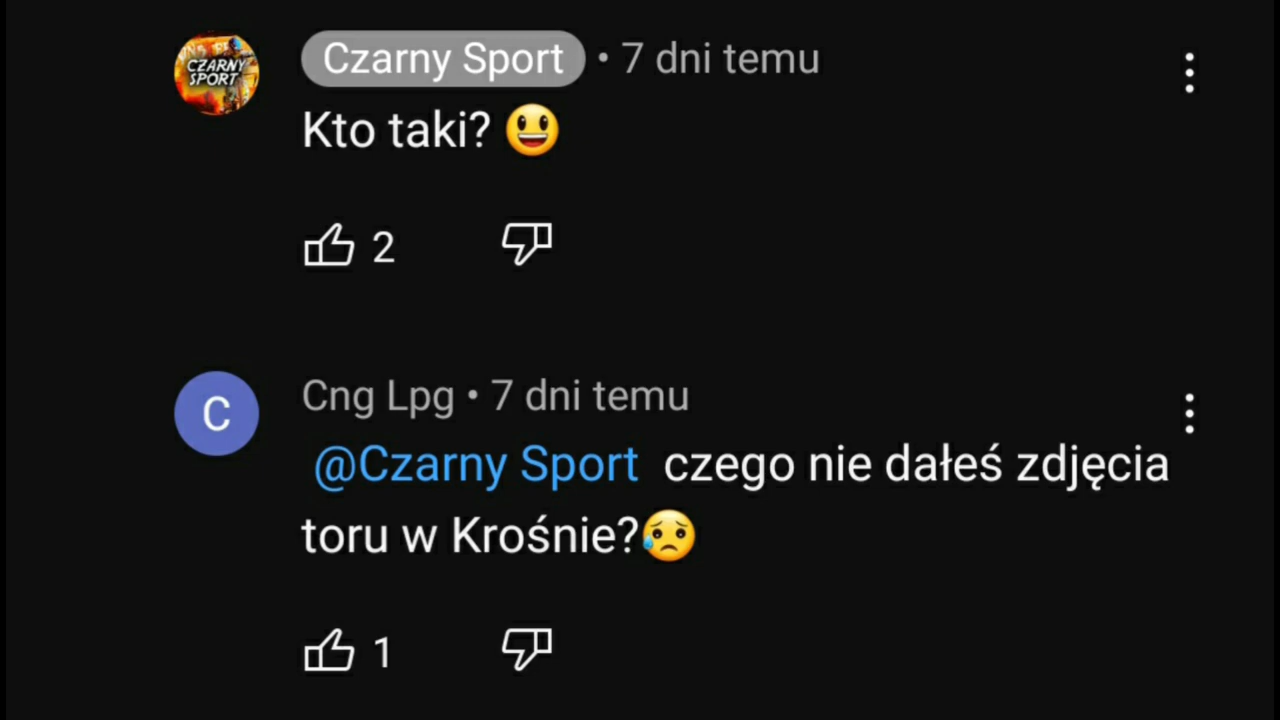 CZARNY
SPORT
Czarny Sport • 7 dni temu
Kto taki? 😃
2
C
Cng Lpg • 7 dni temu
@Czarny Sport czego nie dałeś zdjęcia
toru w Krośnie?😥
1